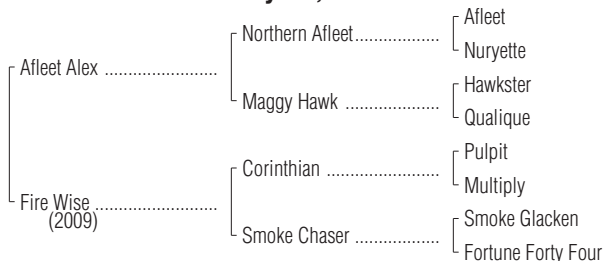 Afleet
Northern Afleet..................
Nuryette
Afleet Alex ........................
Hawkster
Maggy Hawk ....................
Qualique
Pulpit
Corinthian ........................
Multiply
Fire Wise ..........................
(2009)
Smoke Glacken
Smoke Chaser ..................
Fortune Forty Four